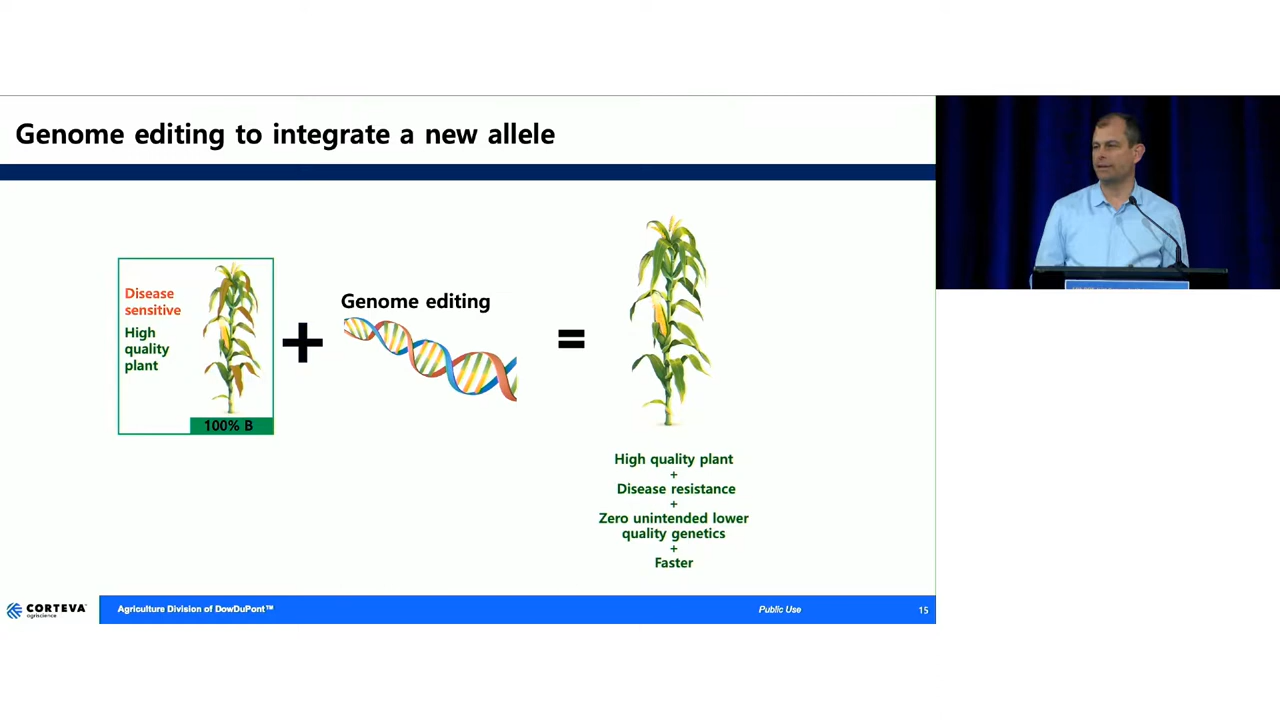 Genome editing to integrate a new allele
Disease
sensitive
High
quality
plant
100% B
+
Genome editing
=
High quality plant
+
Disease resistance
+
Zero unintended lower
quality genetics
+
Faster
CORTEVA
agriscience
Agriculture Division of DowDuPont™
Public Use
15